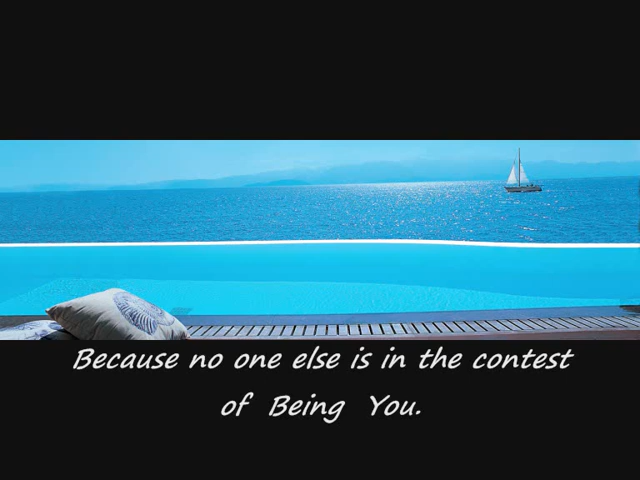 Because no one else is in the contest
of Being You.